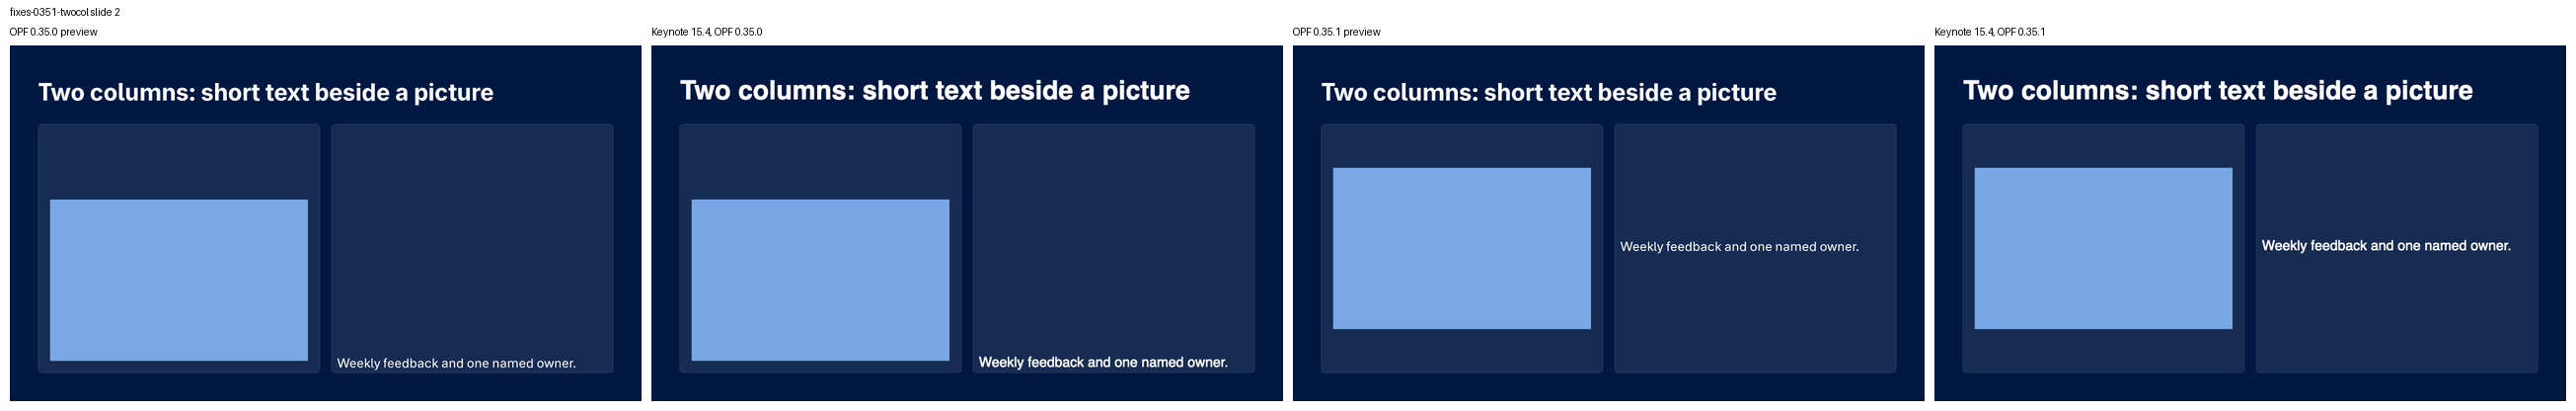 fixes-0351-twocol slide 2
OPF 0.35.0 preview
Two columns: short text beside a picture
Weekly feedback and one named owner.
Keynote 15.4, OPF 0.35.0
Two columns: short text beside a picture
Weekly feedback and one named owner.
OPF 0.35.1 preview
Two columns: short text beside a picture
Weekly feedback and one named owner.
Keynote 15.4, OPF 0.35.1
Two columns: short text beside a picture
Weekly feedback and one named owner.